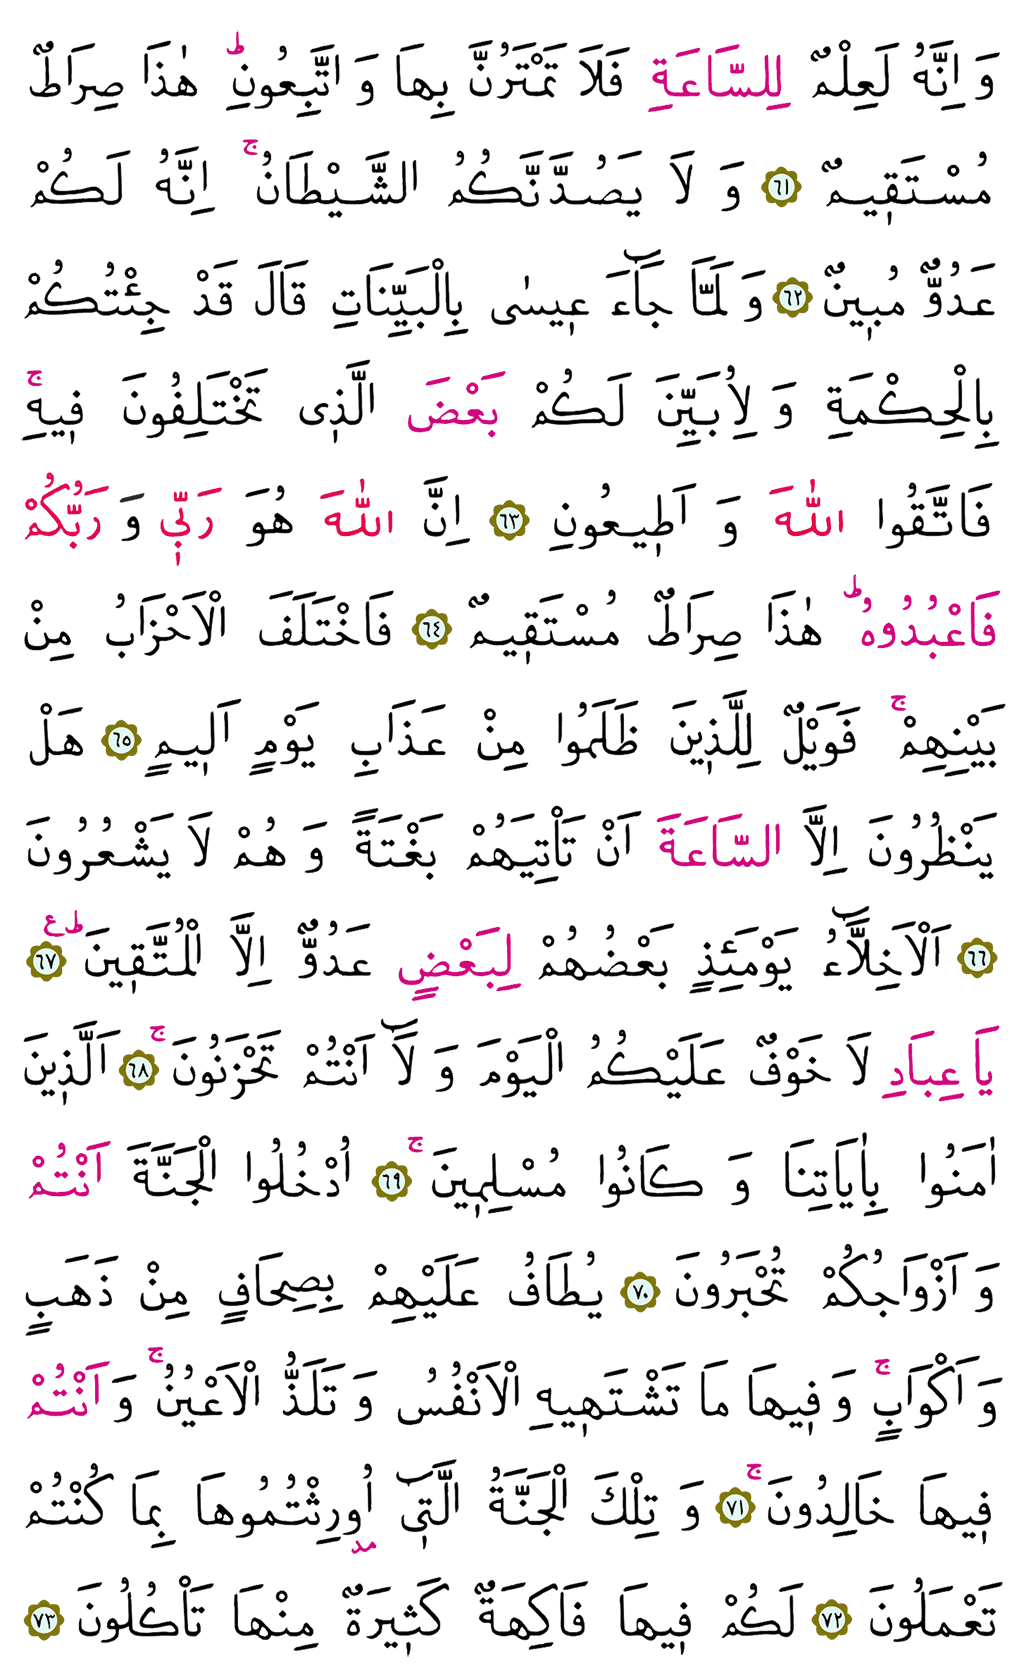 وَ اِنَّهُ لَعِلْمٌ لِلسَّاعَةِ فَلَا تَمْتَرُنَّ بِهَا وَ اتَّبِعُونِۜ هٰذَا صِرَاطٌ
مُسْتَقٖيمٌ ﴿٦١﴾ وَ لَا يَصُدَّنَّكُمُ الشَّيْطَانُۚ اِنَّهُ لَكُمْ
عَدُوٌّ مُبٖينٌ ﴿٦٢﴾ وَ لَمَّا جَٓاءَ عٖيسٰى بِالْبَيِّنَاتِ قَالَ قَدْ جِئْتُكُمْ
بِالْحِكْمَةِ وَ لِاُبَيِّنَ لَكُمْ بَعْضَ الَّذٖى تَخْتَلِفُونَ فٖيهِۚ
فَاتَّقُوا اللّٰهَ وَ اَطٖيعُونِ ﴿٦٣﴾ اِنَّ اللّٰهَ هُوَ رَبّٖى وَ رَبُّكُمْ
فَاعْبُدُوهُؕ هٰذَا صِرَاطٌ مُسْتَقٖيمٌ ﴿٦٤﴾ فَاخْتَلَفَ الْاَحْزَابُ مِنْ
بَيْنِهِمْۚ فَوَيْلٌ لِلَّذٖينَ ظَلَمُوا مِنْ عَذَابِ يَوْمٍ اَلٖيمٍ ﴿٦٥﴾ هَلْ
يَنْظُرُونَ اِلَّا السَّاعَةَ اَنْ تَاْتِيَهُمْ بَغْتَةً وَ هُمْ لَا يَشْعُرُونَ
﴿٦٦﴾ اَلْاَخِلَّٓاءُ يَوْمَئِذٍ بَعْضُهُمْ لِبَعْضٍ عَدُوٌّ اِلَّا الْمُتَّقٖينَؕ ع ﴿٦٧﴾
يَا عِبَادِ لَا خَوْفٌ عَلَيْكُمُ الْيَوْمَ وَ لَٓا اَنْتُمْ تَحْزَنُونَۚ ﴿٦٨﴾ اَلَّذٖينَ
اٰمَنُوا بِاٰيَاتِنَا وَ كَانُوا مُسْلِمٖينَۚ ﴿٦٩﴾ اُدْخُلُوا الْجَنَّةَ اَنْتُمْ
وَ اَزْوَاجُكُمْ تُحْبَرُونَ ﴿٧٠﴾ يُطَافُ عَلَيْهِمْ بِصِحَافٍ مِنْ ذَهَبٍ
وَ اَكْوَابٍۚ وَ فٖيهَا مَا تَشْتَهٖيهِ الْاَنْفُسُ وَ تَلَذُّ الْاَعْيُنُۚ وَ اَنْتُمْ
فٖيهَا خَالِدُونَۚ ﴿٧١﴾ وَ تِلْكَ الْجَنَّةُ الَّتٖٓى اُورِثْتُمُوهَا بِمَا كُنْتُمْ
مد
تَعْمَلُونَ ﴿٧٢﴾ لَكُمْ فٖيهَا فَاكِهَةٌ كَثٖيرَةٌ مِنْهَا تَاْكُلُونَ ﴿٧٣﴾